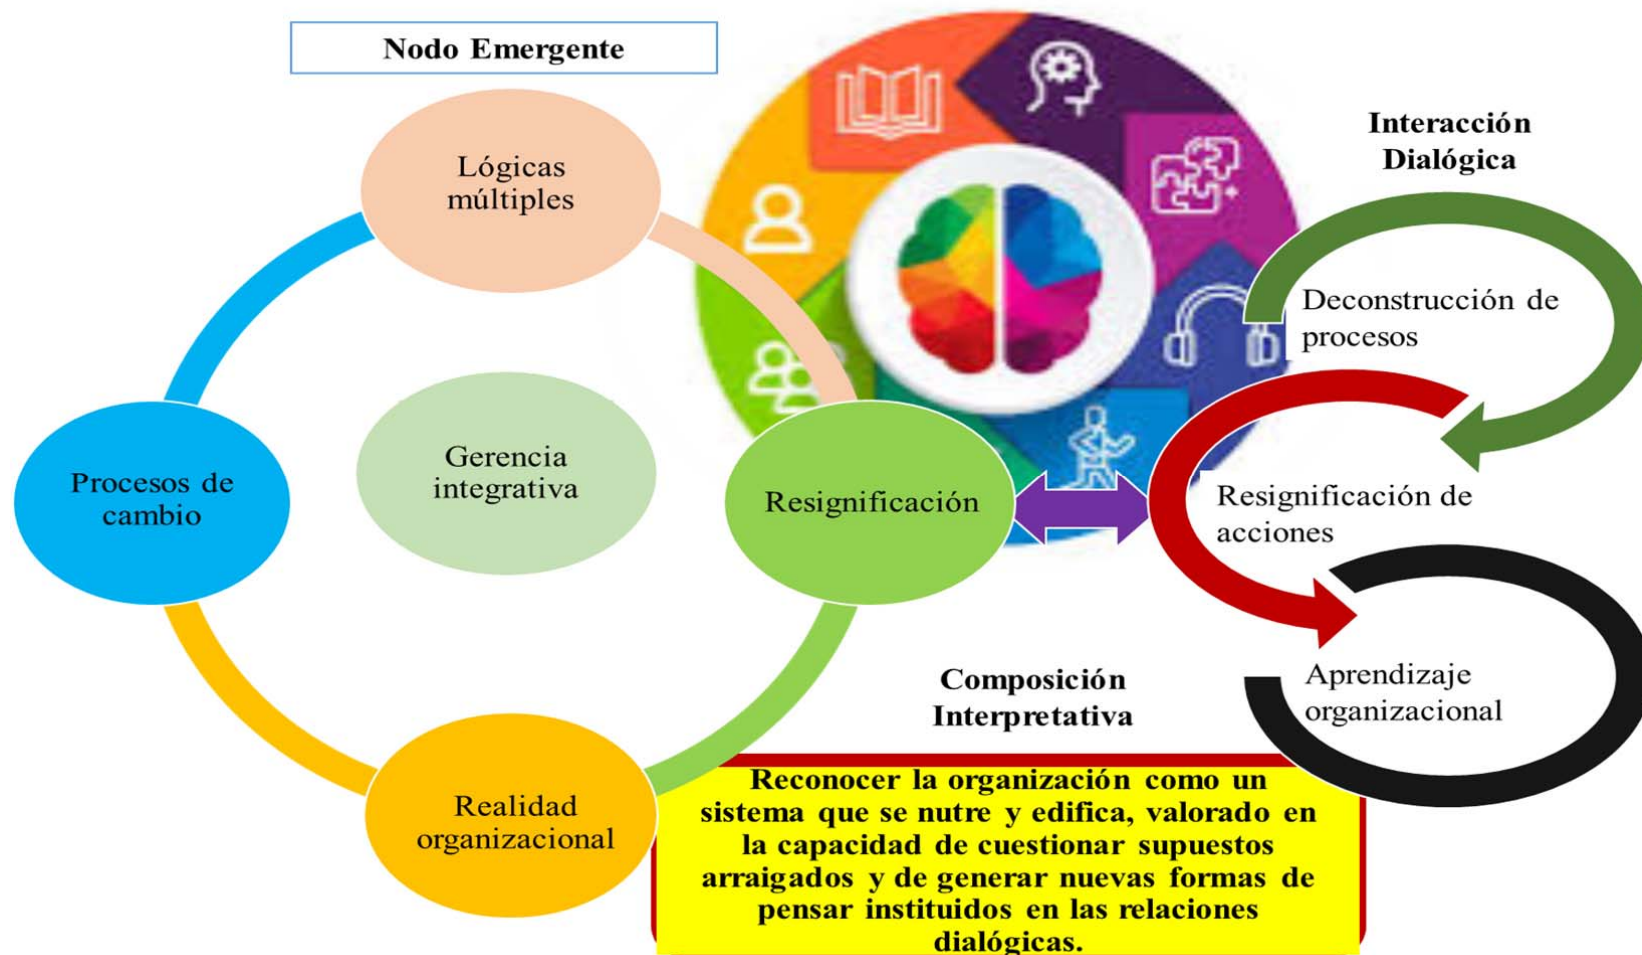 Nodo Emergente
Lógicas
múltiples
Procesos de
cambio
Gerencia
integrativa
Resignificación
Realidad
organizacional
Interacción
Dialógica
Deconstrucción de
procesos
Resignificación de
acciones
Aprendizaje
organizacional
Composición
Interpretativa
Reconocer la organización como un
sistema que se nutre y edifica, valorado en
la capacidad de cuestionar supuestos
arraigados y de generar nuevas formas de
pensar instituidos en las relaciones
dialógicas.